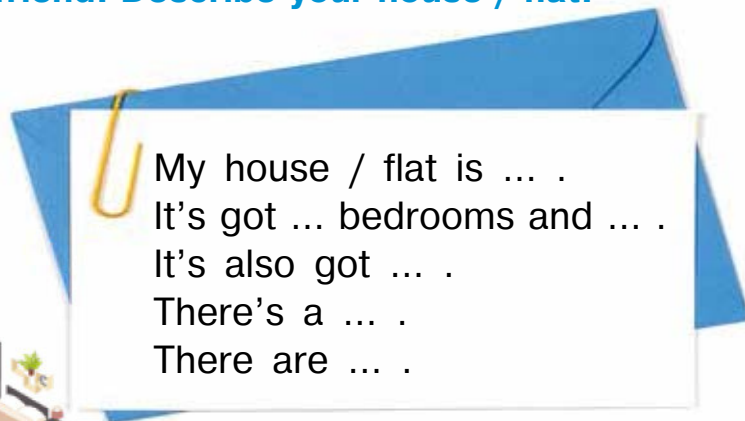 friend. Describe your house / flat.
My house / flat is ... .
It's got ... bedrooms and ... .
It's also got ... .
There's a ... .
There are ... .